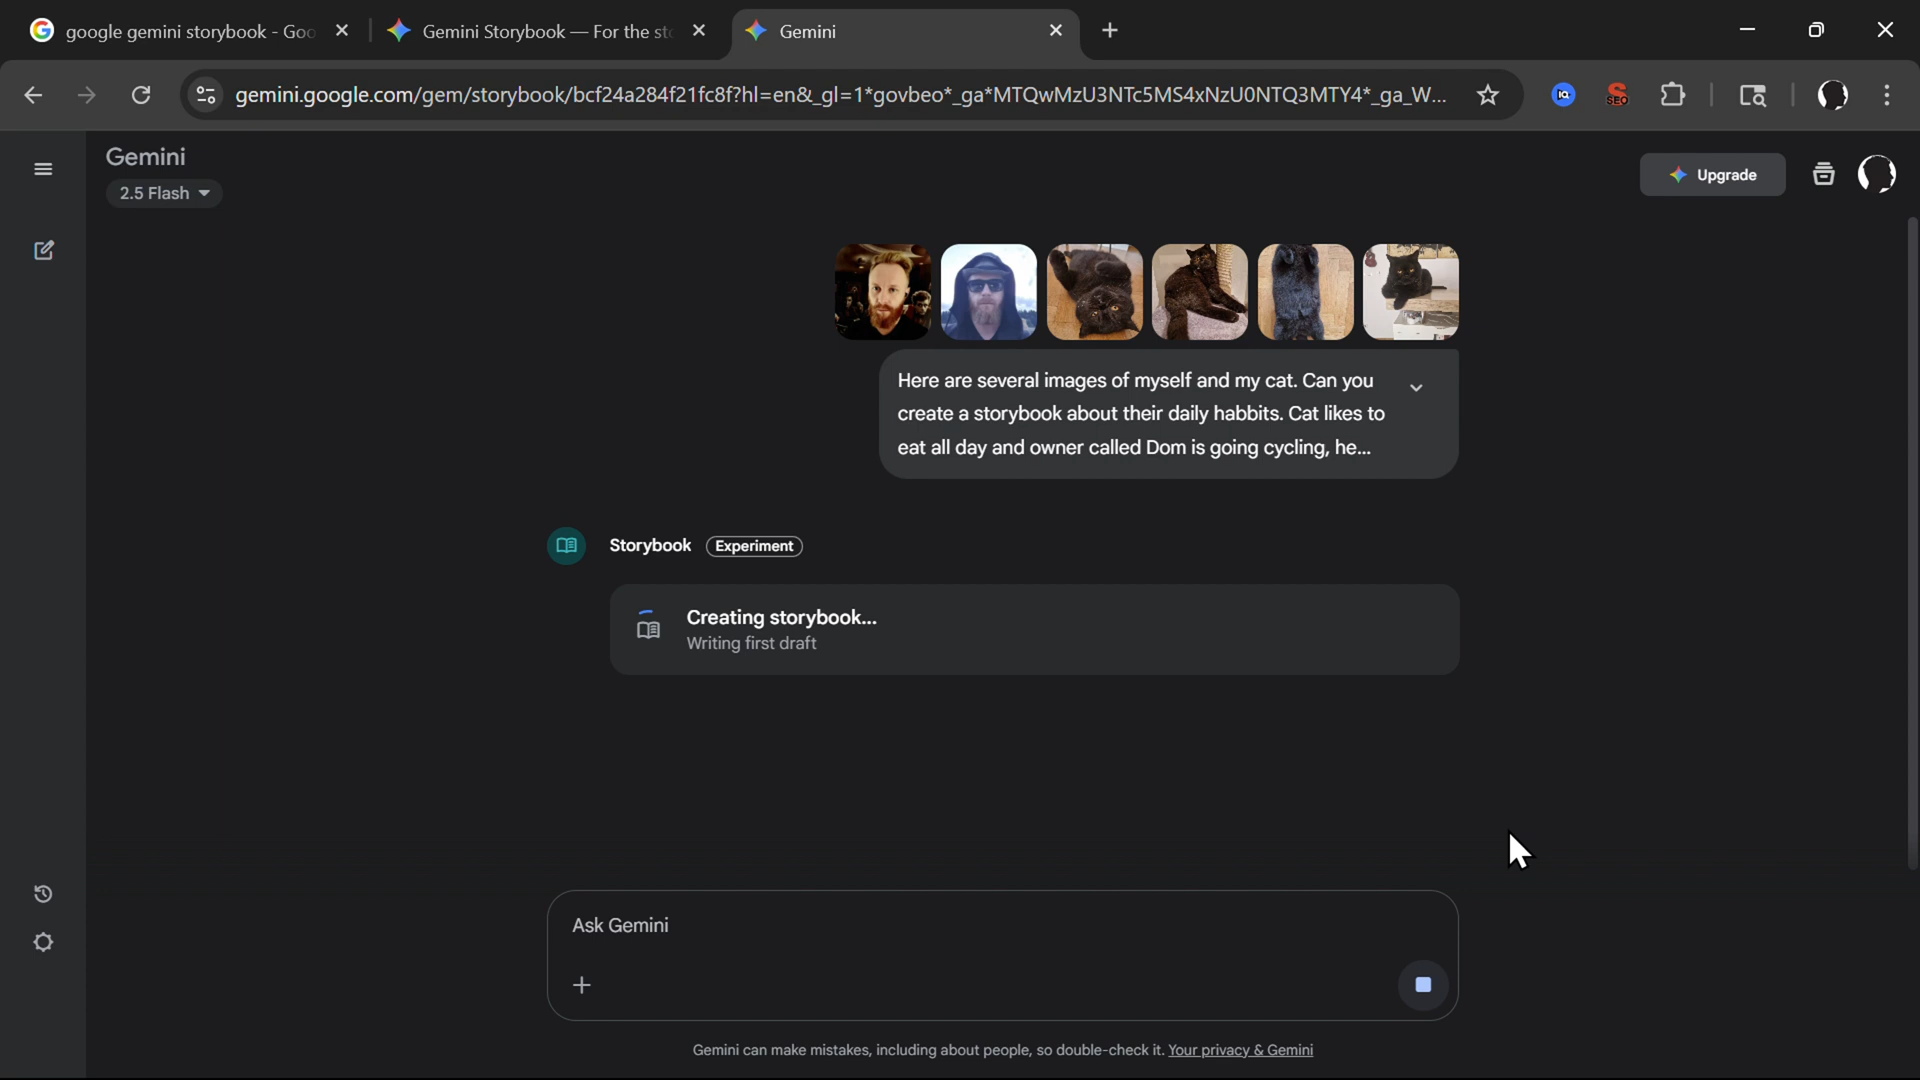 google gemini storybook - Goo
Gemini Storybook — For the sto
Gemini
gemini.google.com/gem/storybook/bcf24a284f21fc8f?hl=en&_gl=1*govbeo*_ga*MTQwMzU3NTc5MS4xNzU0NTQ3MTY4*_ga_W...
IQ
SEO
Gemini
2.5 Flash
Upgrade
Here are several images of myself and my cat. Can you
create a storybook about their daily habbits. Cat likes to
eat all day and owner called Dom is going cycling, he...
Storybook Experiment
Creating storybook...
Writing first draft
Ask Gemini
Gemini can make mistakes, including about people, so double-check it. Your privacy & Gemini